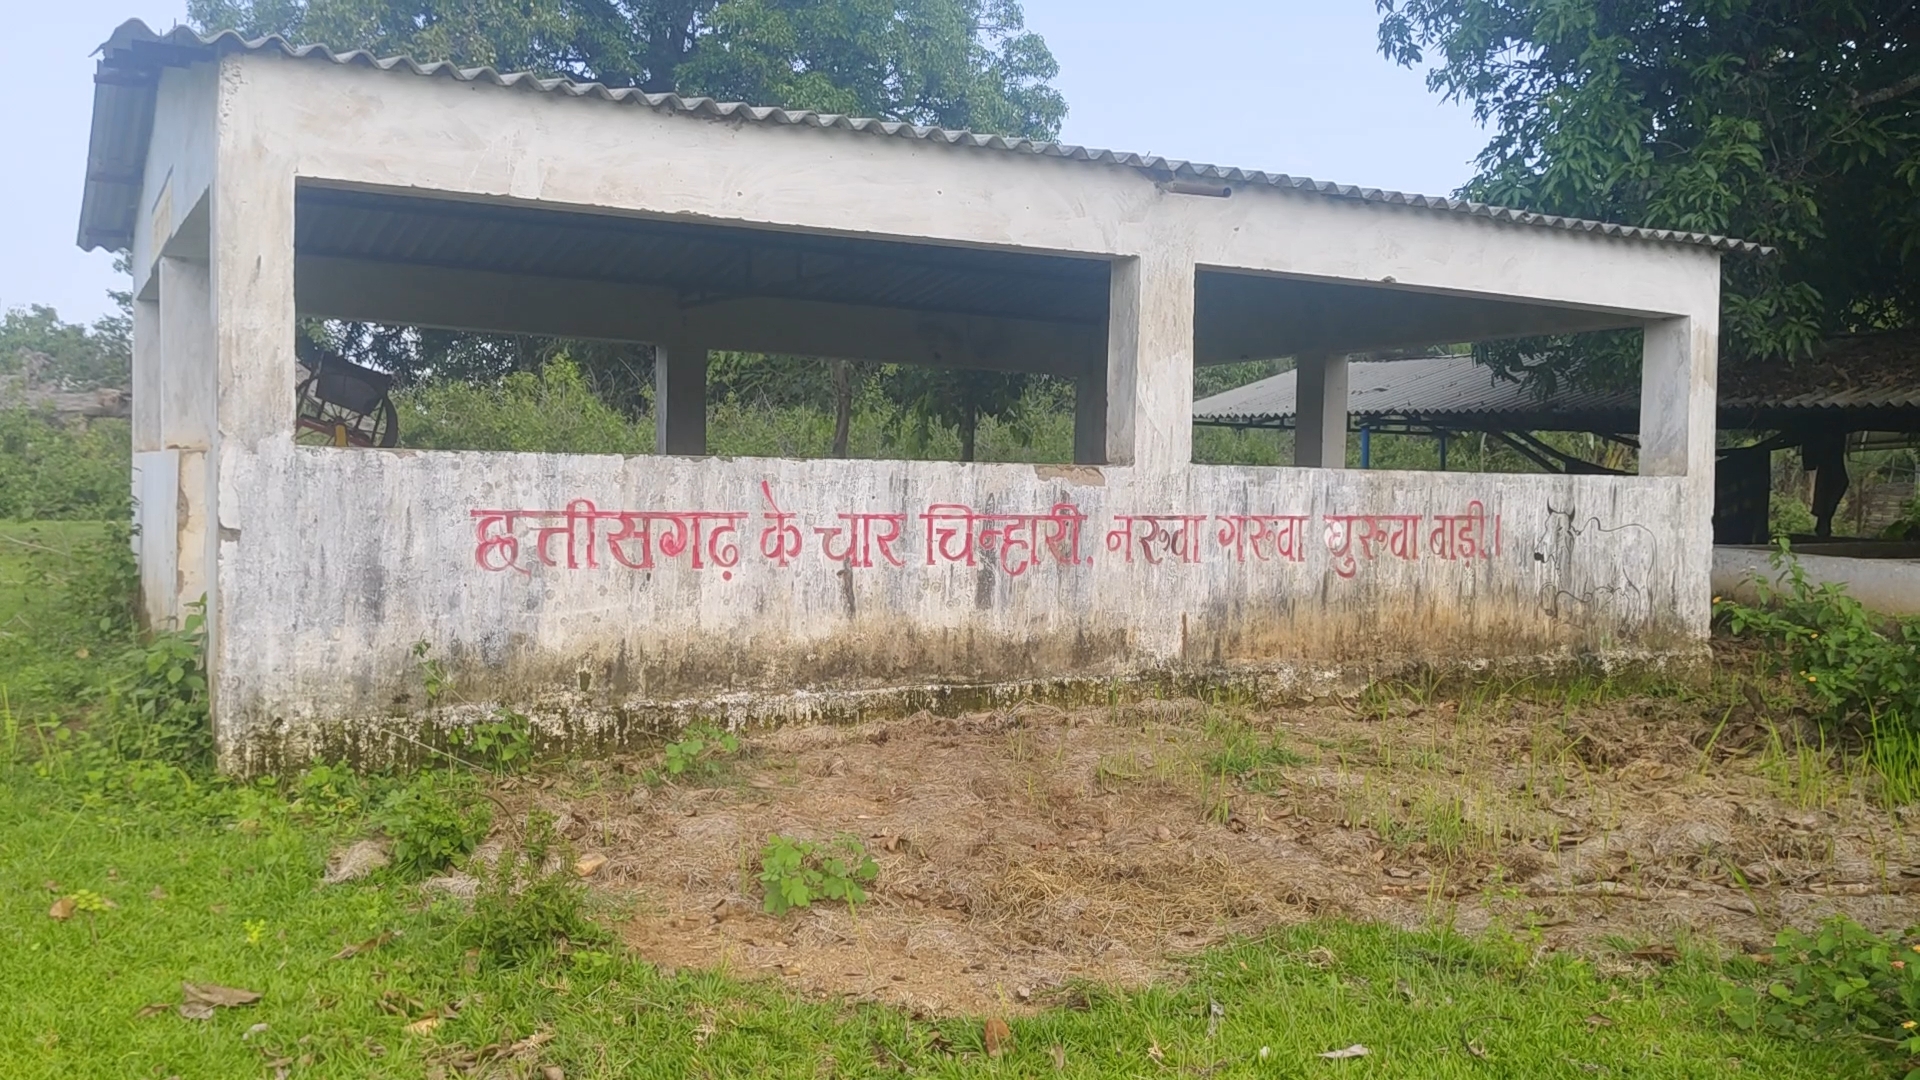 छत्तीसगढ़ के चार चिन्हारी, नरूवा गरूवा घुरूवा बाड़ी।